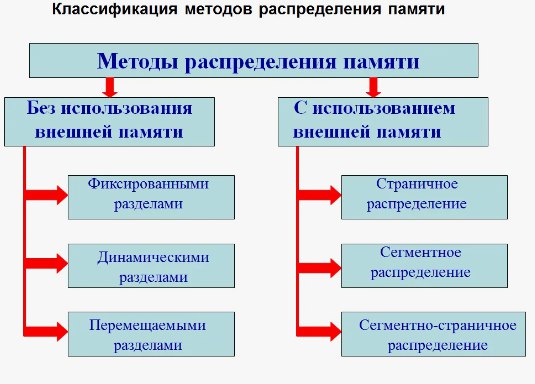 Классификация методов распределения памяти
Методы распределения памяти
Без использования
внешней памяти
С использованием
внешней памяти
Фиксированными
разделами
Динамическими
разделами
Перемещаемыми
разделами
Страничное
распределение
Сегментное
распределение
Сегментно-страничное
распределение